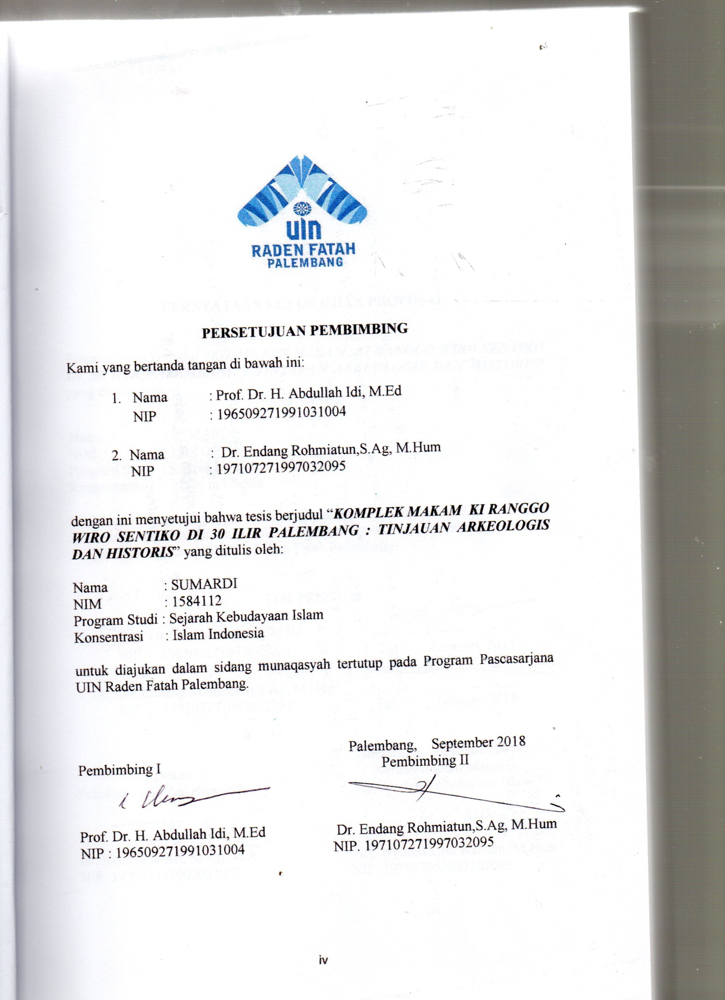 uin
RADEN FATAH
PALEMBANG
PERSETUJUAN PEMBIMBING
Kami yang bertanda tangan di bawah ini:
1. Nama : Prof. Dr. H. Abdullah Idi, M.Ed
NIP : 196509271991031004
2. Nama : Dr. Endang Rohmiatun,S.Ag, M.Hum
NIP : 197107271997032095
dengan ini menyetujui bahwa tesis berjudul “KOMPLEK MAKAM KI RANGGO
WIRO SENTIKO DI 30 ILIR PALEMBANG : TINJAUAN ARKEOLOGIS
DAN HISTORIS” yang ditulis oleh:
Nama : SUMARDI
NIM : 1584112
Program Studi : Sejarah Kebudayaan Islam
Konsentrasi : Islam Indonesia
untuk diajukan dalam sidang munaqasyah tertutup pada Program Pascasarjana
UIN Raden Fatah Palembang.
Palembang, September 2018
Pembimbing I
Pembimbing II
Prof. Dr. H. Abdullah Idi, M.Ed
NIP : 196509271991031004
Dr. Endang Rohmiatun,S.Ag, M.Hum
NIP. 197107271997032095
iv